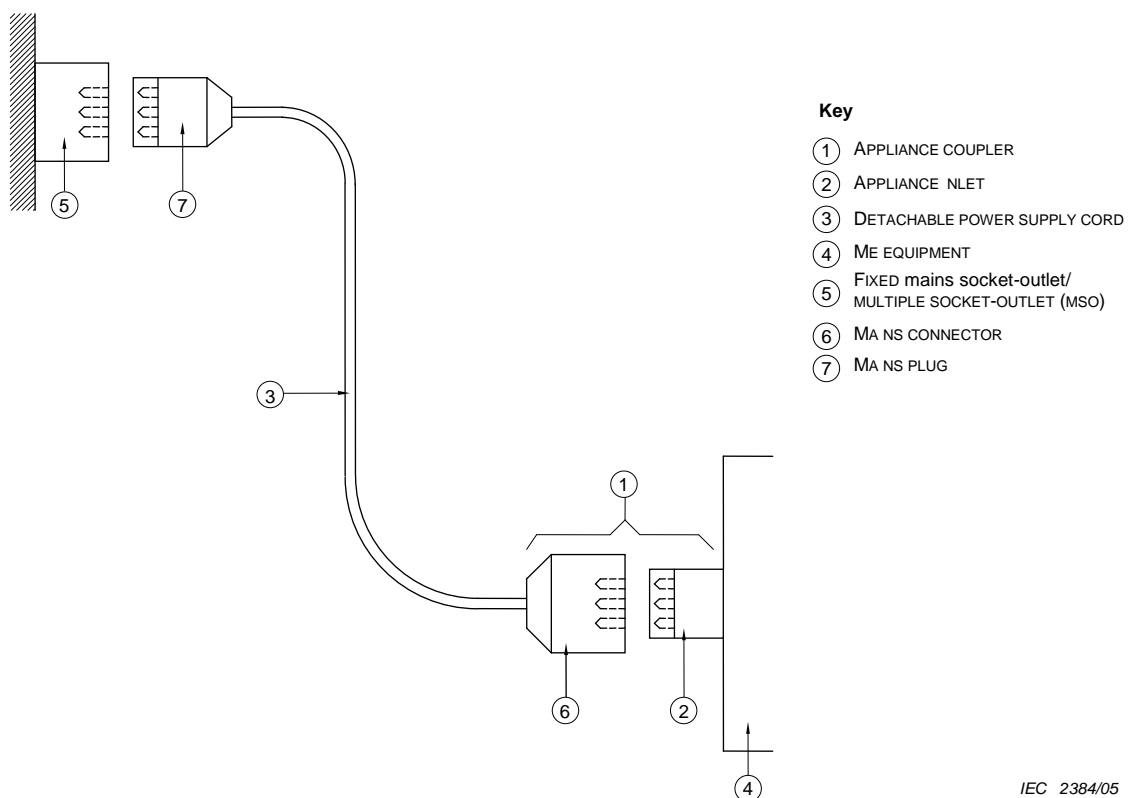 Key
1 APPLIANCE COUPLER
2 APPLIANCE NLET
3 DETACHABLE POWER SUPPLY CORD
4 ME EQUIPMENT
5 FIXED mains socket-outlet/
MULTIPLE SOCKET-OUTLET (MSO)
6 MA NS CONNECTOR
7 MA NS PLUG
5
7
3
1
6
2
4
IEC 2384/05